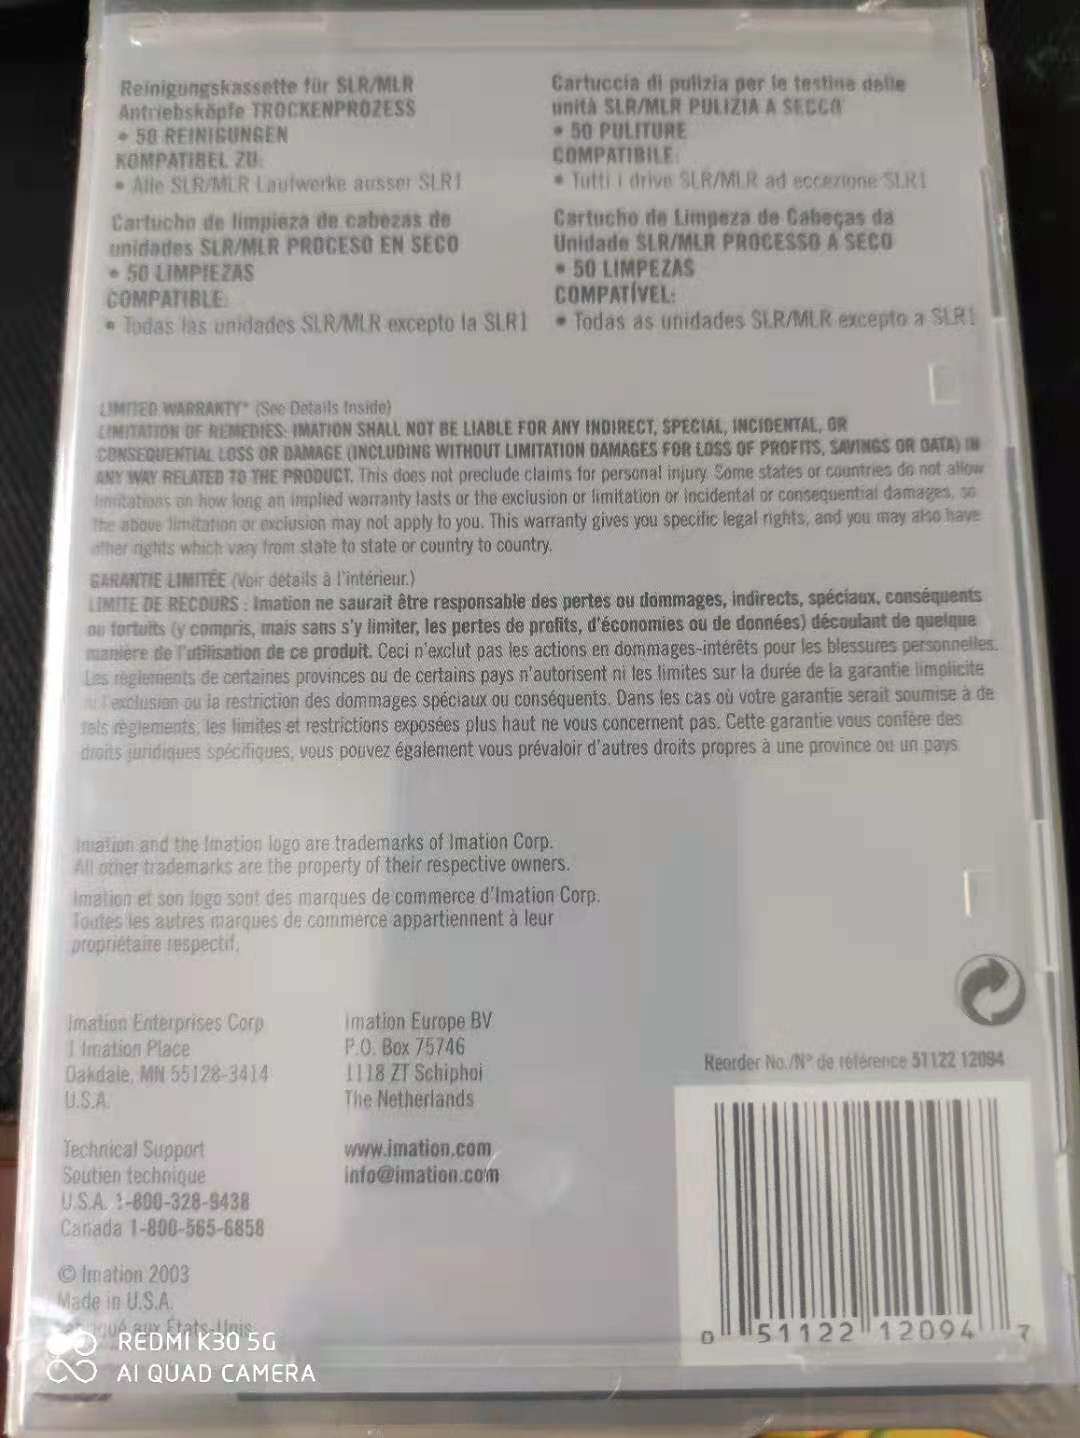 Reinigungskassette für SLR/MLR
Antriebsköpfe TROCKENPROZESS
• 50 REINIGUNGEN
KOMPATIBEL ZU:
• Alle SLR/MLR Laufwerke ausser SLR1
Cartuccia di pulizia per le testine delle
unità SLR/MLR PULIZIA A SECCO
• 50 PULITURE
COMPATIBILE:
• Tutti i drive SLR/MLR ad eccezione SLR1
Cartucho de limpieza de cabezas de
unidades SLR/MLR PROCESO EN SECO
• 50 LIMPIEZAS
COMPATIBLE:
• Todas las unidades SLR/MLR excepto la SLR1
Cartucho de Limpeza de Cabeças da
Unidade SLR/MLR PROCESSO A SECO
• 50 LIMPEZAS
COMPATÍVEL:
• Todas as unidades SLR/MLR excepto a SLR1
LIMITED WARRANTY* (See Details Inside)
LIMITATION OF REMEDIES: IMATION SHALL NOT BE LIABLE FOR ANY INDIRECT, SPECIAL, INCIDENTAL, OR
CONSEQUENTIAL LOSS OR DAMAGE (INCLUDING WITHOUT LIMITATION DAMAGES FOR LOSS OF PROFITS, SAVINGS OR DATA) IN
ANY WAY RELATED TO THE PRODUCT. This does not preclude claims for personal injury. Some states or countries do not allow
limitations on how long an implied warranty lasts or the exclusion or limitation or incidental or consequential damages, so
the above limitation or exclusion may not apply to you. This warranty gives you specific legal rights, and you may also have
other rights which vary from state to state or country to country.
GARANTIE LIMITÉE (Voir détails à l'intérieur.)
LIMITE DE RECOURS : Imation ne saurait être responsable des pertes ou dommages, indirects, spéciaux, conséquents
ou fortuits (y compris, mais sans s'y limiter, les pertes de profits, d'économies ou de données) découlant de quelque
manière de l'utilisation de ce produit. Ceci n'exclut pas les actions en dommages-intérêts pour les blessures personnelles.
Les règlements de certaines provinces ou de certains pays n'autorisent ni les limites sur la durée de la garantie limplicite
ni l'exclusion ou la restriction des dommages spéciaux ou conséquents. Dans les cas où votre garantie serait soumise à de
tels règlements, les limites et restrictions exposées plus haut ne vous concernent pas. Cette garantie vous confère des
droits juridiques spécifiques, vous pouvez également vous prévaloir d'autres droits propres à une province ou un pays
Imation and the Imation logo are trademarks of Imation Corp.
All other trademarks are the property of their respective owners.
Imation et son logo sont des marques de commerce d'Imation Corp.
Toutes les autres marques de commerce appartiennent à leur
propriétaire respectif.
Imation Enterprises Corp
1 Imation Place
Oakdale, MN 55128-3414
U.S.A.
Imation Europe BV
P.O. Box 75746
1118 ZT Schiphol
The Netherlands
Technical Support
Soutien technique
U.S.A. 1-800-328-9438
Canada 1-800-565-6858
www.imation.com
info@imation.com
© Imation 2003
Made in U.S.A.
aux États-Unis
Reorder No./N° de référence 51122 12094
0 51122 12094 7
REDMI K30 5G
AI QUAD CAMERA